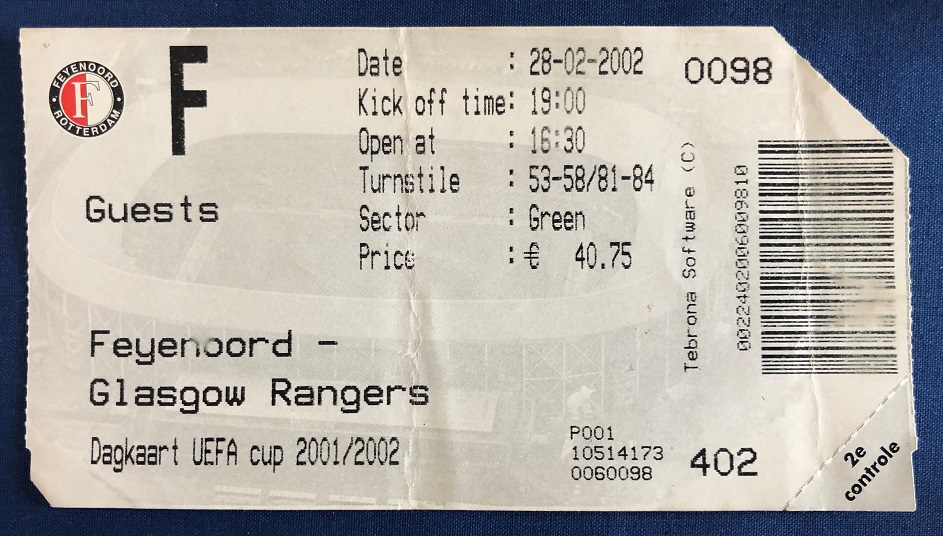 FEYENOORD
F
ROTTERDAM
F
Guests
Date : 28-02-2002
Kick off time: 19:00
Open at : 16:30
Turnstile : 53-58/81-84
Sector : Green
Price : € 40.75
0098
Tebrona Software (C)
0022402006009810
Feyenoord -
Glasgow Rangers
Dagkaart UEFA cup 2001/2002
P001
10514173
0060098
402
2e
controle